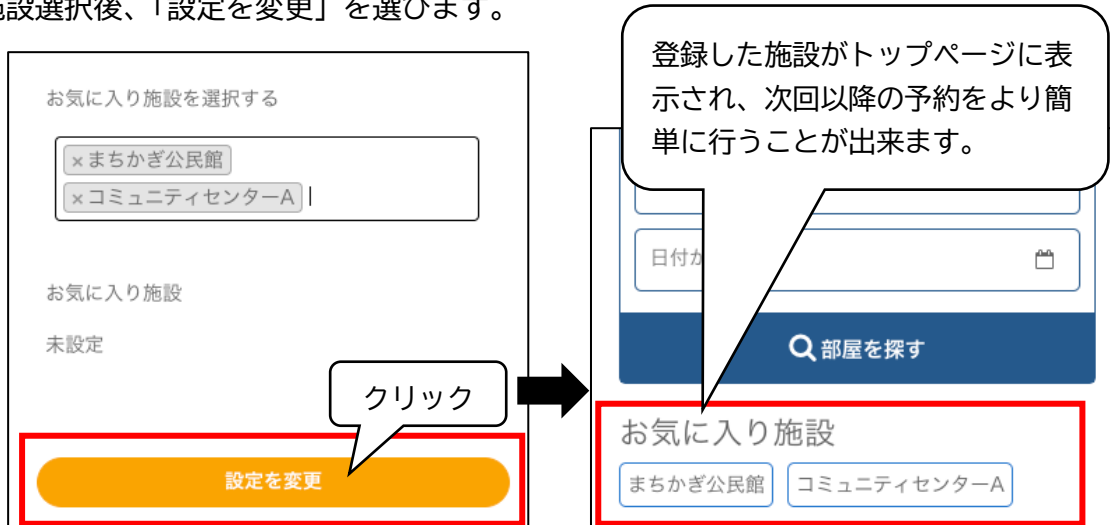 施設選択後、「設定を変更」を選びます。
お気に入り施設を選択する
×まちかぎ公民館
×コミュニティセンターA
お気に入り施設
未設定
クリック
設定を変更
登録した施設がトップページに表
示され、次回以降の予約をより簡
単に行うことが出来ます。
日付か
部屋を探す
お気に入り施設
まちかぎ公民館 コミュニティセンターA